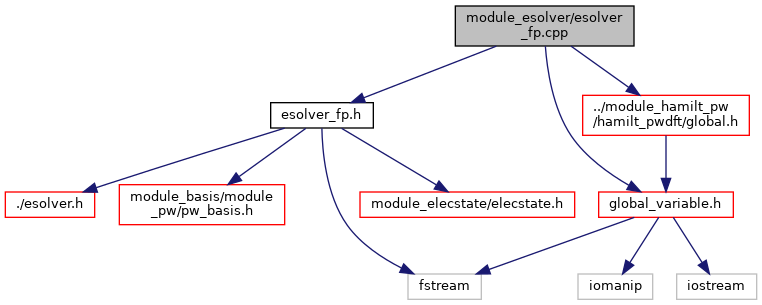 module_esolver/esolver
_fp.cpp
esolver_fp.h
../module_hamilt_pw
/hamilt_pwdft/global.h
./esolver.h
module_basis/module
_pw/pw_basis.h
module_elecstate/elecstate.h
global_variable.h
fstream
iomanip
iostream